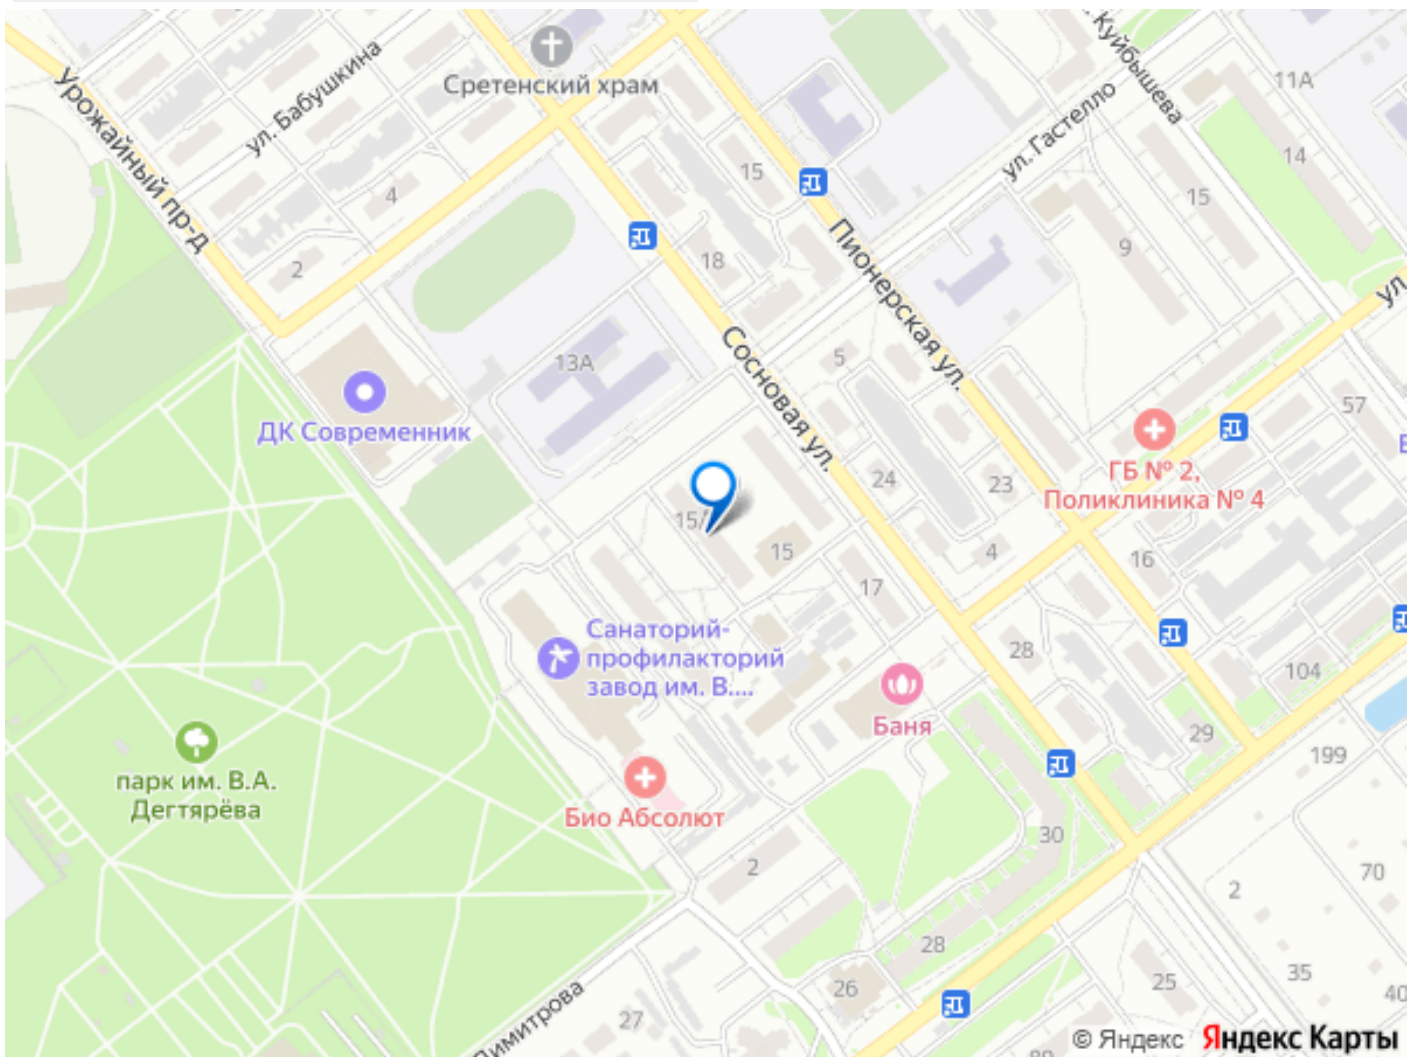 ул. Куйбышева
ул. Бабушкина
Сретенский храм
11А
Урожайный пр-д
ул. Гастелло
14
15
15
4
Пионерская ул.
9
18
2
ул.
Сосновая ул.
5
13А
57
ДК Современник
ГБ № 2,
Поликлиника № 4
24
23
15/
15
4
16
17
Санаторий-
профилакторий
завод им. В....
28
104
Баня
29
199
парк им. В.А.
Дегтярёва
Био Абсолют
30
2
70
2
28
35
25
26
40
27
Димитрова
© Яндекс Яндекс Карты